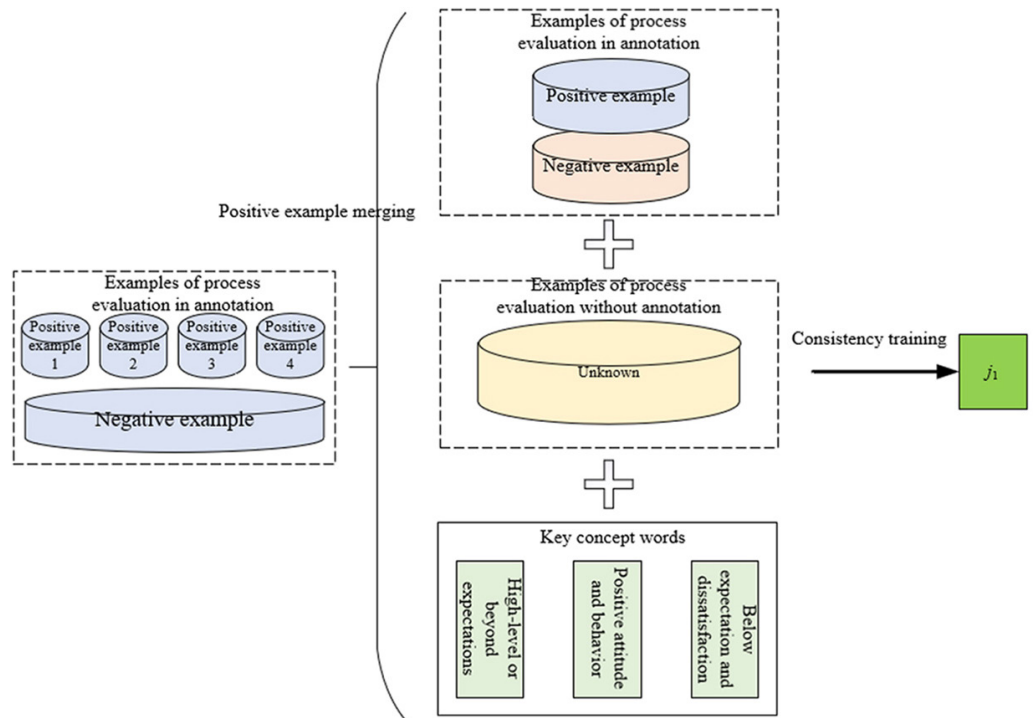 Examples of process
evaluation in annotation
Positive example
Negative example
Positive example merging
Examples of process
evaluation in annotation
Positive
example
1
Positive
example
2
Positive
example
3
Positive
example
4
Negative example
Examples of process
evaluation without annotation
Unknown
Consistency training
j1
Key concept words
High-level or
beyond
expectations
Positive attitude
and behavior
Below
expectation and
dissatisfaction